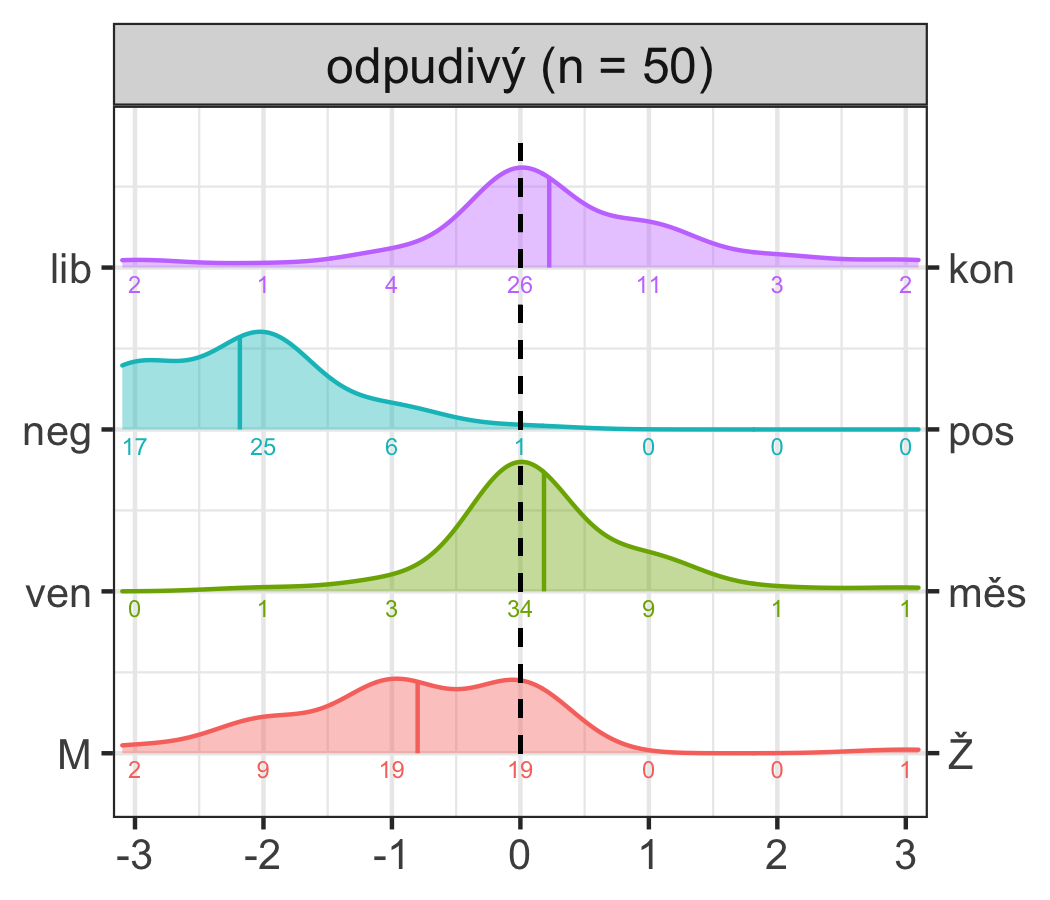 odpudivý (n = 50)
lib kon
2 1 4 26 11 3 2
neg pos
17 25 6 1 0 0 0
ven měs
0 1 3 34 9 1 1
M Ž
2 9 19 19 0 0 1
-3 -2 -1 0 1 2 3